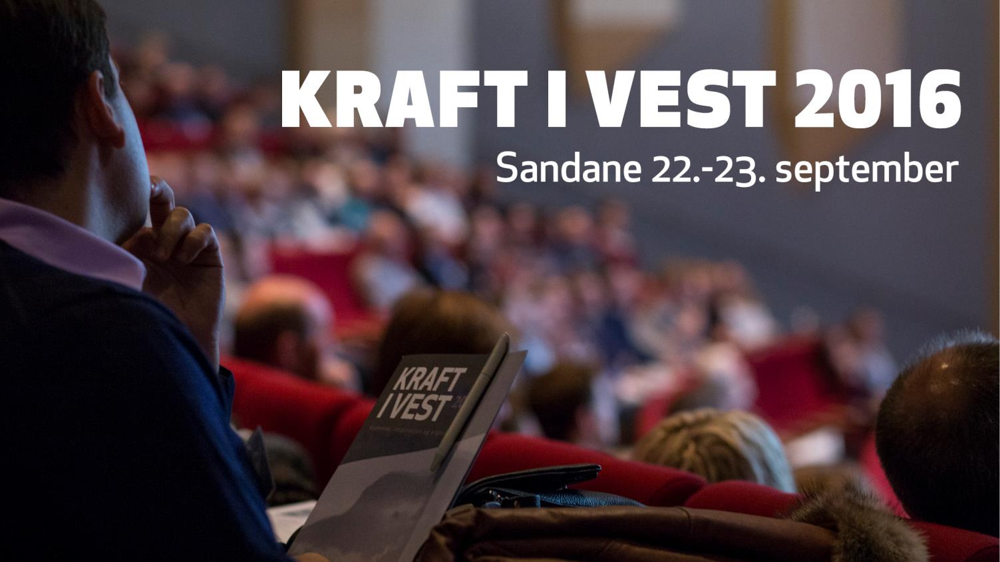 KRAFT I VEST 2016
Sandane 22.-23. september
KRAFT
I VEST